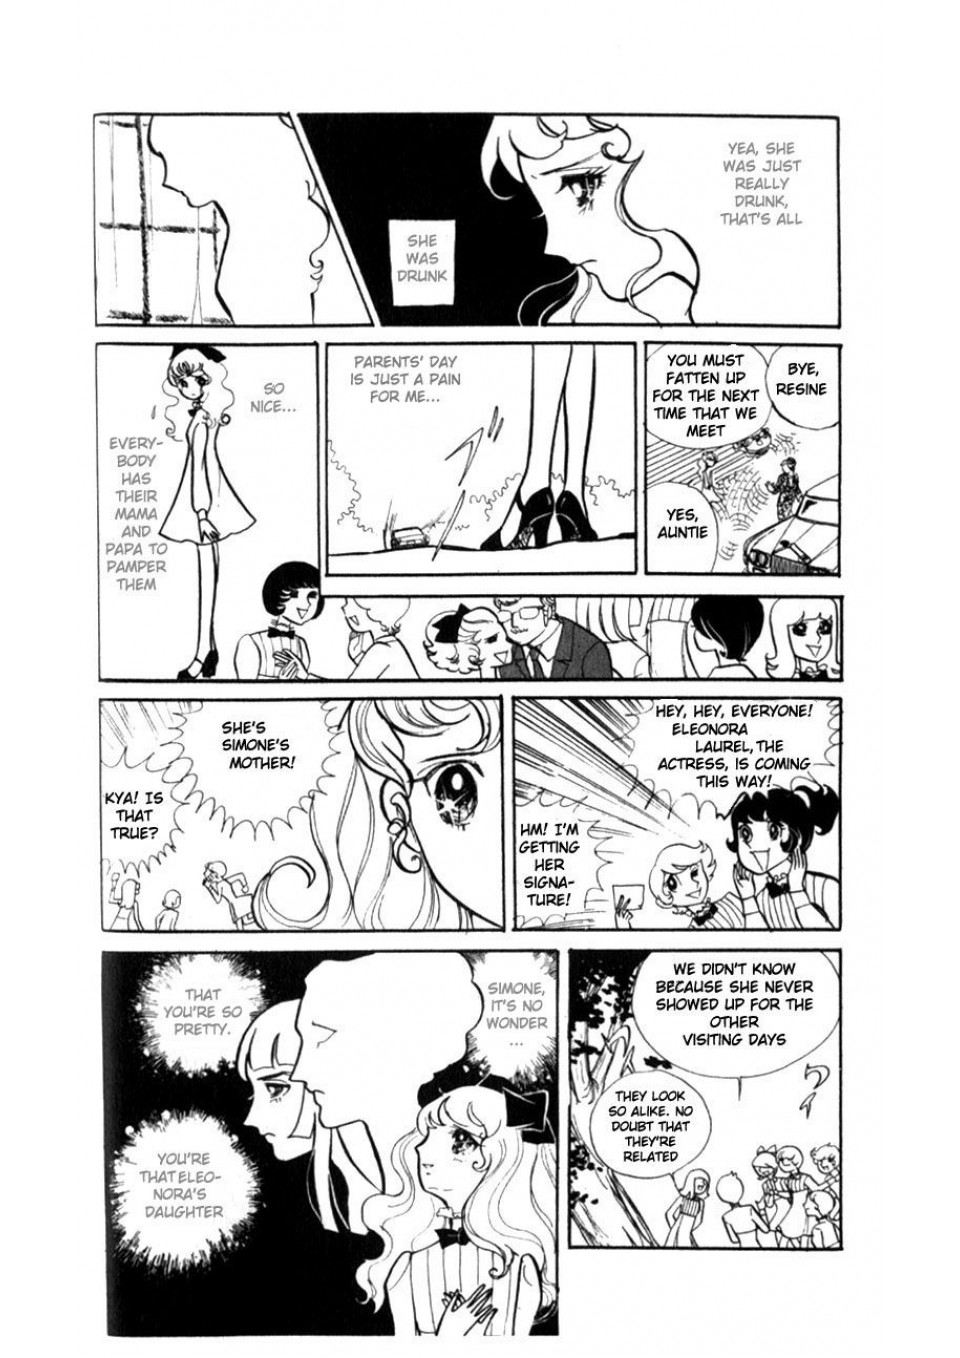 YEA, SHE
WAS JUST
REALLY
DRUNK,
THAT'S ALL
SHE
WAS
DRUNK
BYE,
RESINE
YOU MUST
FATTEN UP
FOR THE NEXT
TIME THAT WE
MEET
YES,
AUNTIE
PARENTS' DAY
IS JUST A PAIN
FOR ME...
SO
NICE...
EVERY-
BODY
HAS
THEIR
MAMA
AND
PAPA TO
PAMPER
THEM
HEY, HEY, EVERYONE!
ELEONORA
LAUREL, THE
ACTRESS, IS COMING
THIS WAY!
HM! I'M
GETTING
HER
SIGNA-
TURE!
SHE'S
SIMONE'S
MOTHER!
KYA! IS
THAT
TRUE?
WE DIDN'T KNOW
BECAUSE SHE NEVER
SHOWED UP FOR THE
OTHER
VISITING DAYS
THEY LOOK
SO ALIKE. NO
DOUBT THAT
THEY'RE
RELATED
SIMONE,
IT'S NO
WONDER
...
THAT
YOU'RE SO
PRETTY.
YOU'RE
THAT ELEO-
NORA'S
DAUGHTER